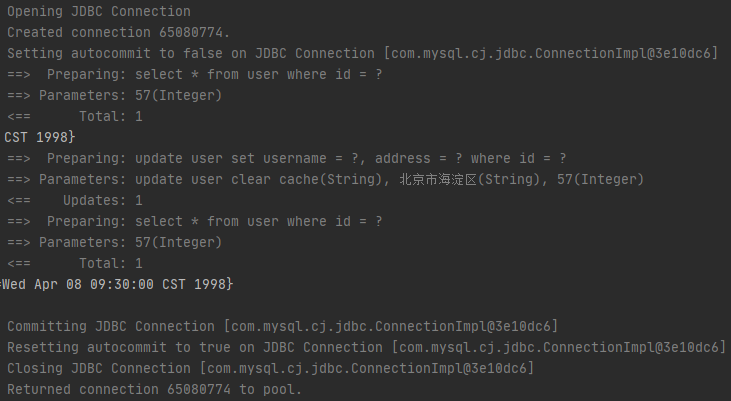 Opening JDBC Connection
Created connection 65080774.
Setting autocommit to false on JDBC Connection [com.mysql.cj.jdbc.ConnectionImpl@3e10dc6]
==>  Preparing: select * from user where id = ?
==> Parameters: 57(Integer)
<==      Total: 1
CST 1998}
==>  Preparing: update user set username = ?, address = ? where id = ?
==> Parameters: update user clear cache(String), 北京市海淀区(String), 57(Integer)
<==    Updates: 1
==>  Preparing: select * from user where id = ?
==> Parameters: 57(Integer)
<==      Total: 1
=Wed Apr 08 09:30:00 CST 1998}
Committing JDBC Connection [com.mysql.cj.jdbc.ConnectionImpl@3e10dc6]
Resetting autocommit to true on JDBC Connection [com.mysql.cj.jdbc.ConnectionImpl@3e10dc6]
Closing JDBC Connection [com.mysql.cj.jdbc.ConnectionImpl@3e10dc6]
Returned connection 65080774 to pool.